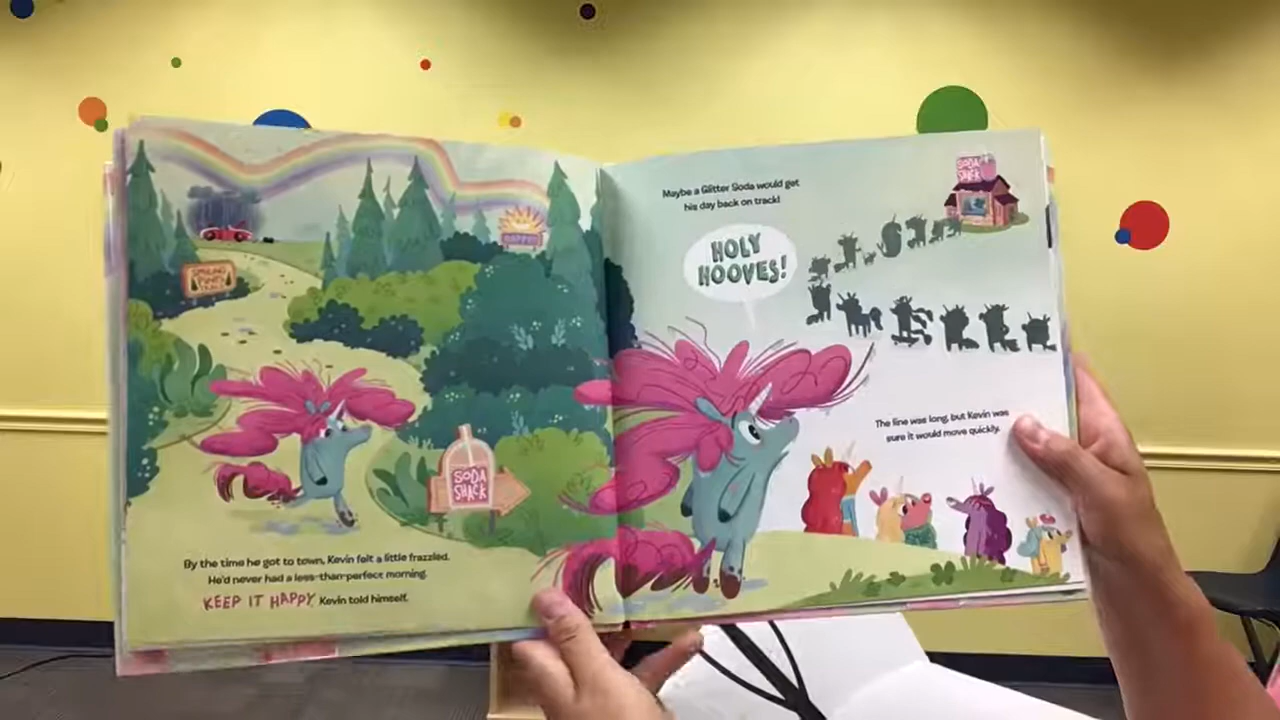 HAPPY!
SODA
SHACK
By the time he got to town, Kevin felt a little frazzled.
He'd never had a less-than-perfect morning.
KEEP IT HAPPY, Kevin told himself.
Maybe a Glitter Soda would get
his day back on track!
SODA
SHACK
HOLY
HOOVES!
The line was long, but Kevin was
sure it would move quickly.